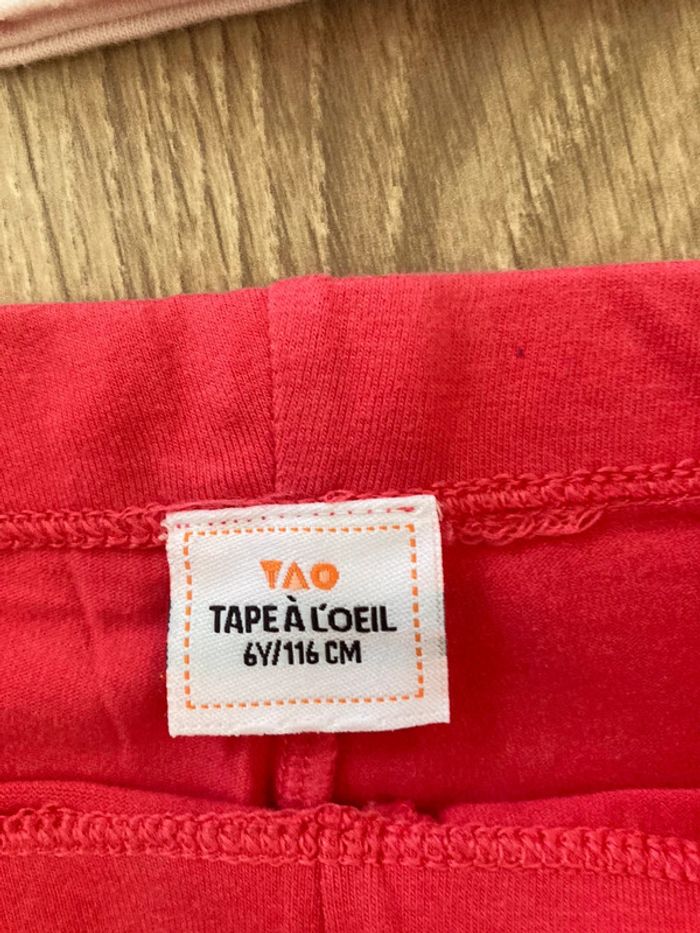 TAO
TAPE À L'OEIL
6Y/116 CM